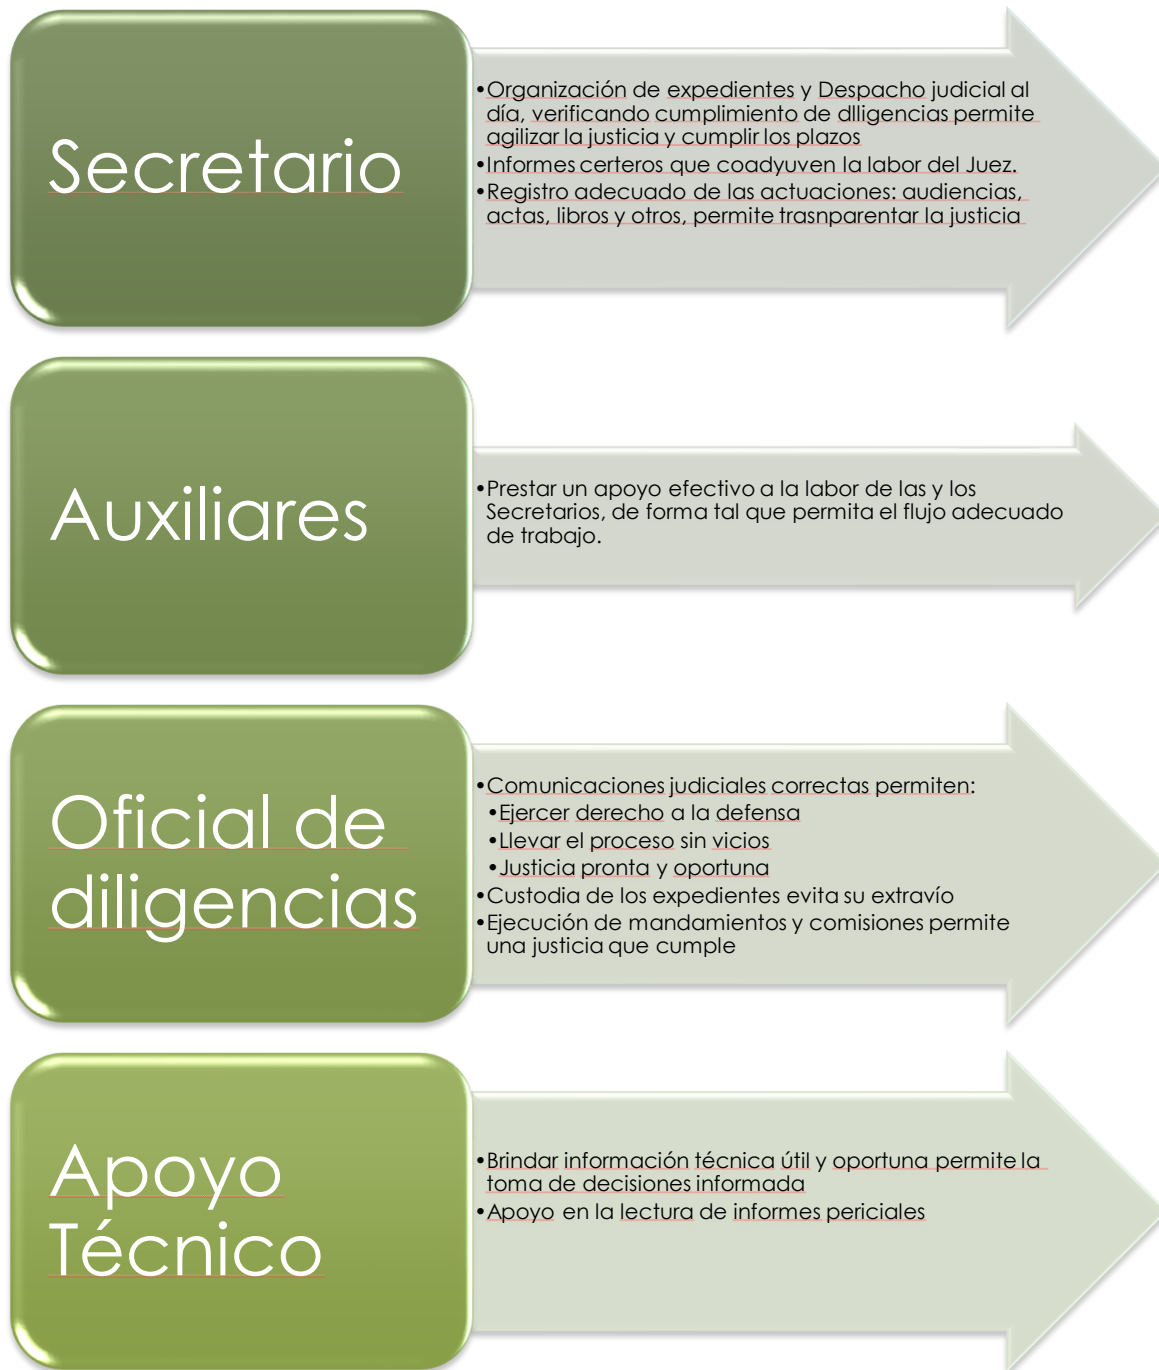 Secretario
•Organización de expedientes y Despacho judicial al
día, verificando cumplimiento de dlligencias permite
agilizar la justicia y cumplir los plazos
•Informes certeros que coadyuven la labor del Juez.
•Registro adecuado de las actuaciones: audiencias,
actas, libros y otros, permite trasnparentar la justicia
Auxiliares
•Prestar un apoyo efectivo a la labor de las y los
Secretarios, de forma tal que permita el flujo adecuado
de trabajo.
Oficial de
diligencias
•Comunicaciones judiciales correctas permiten:
•Ejercer derecho a la defensa
•Llevar el proceso sin vicios
•Justicia pronta y oportuna
•Custodia de los expedientes evita su extravío
•Ejecución de mandamientos y comisiones permite
una justicia que cumple
Apoyo
Técnico
•Brindar información técnica útil y oportuna permite la
toma de decisiones informada
•Apoyo en la lectura de informes periciales